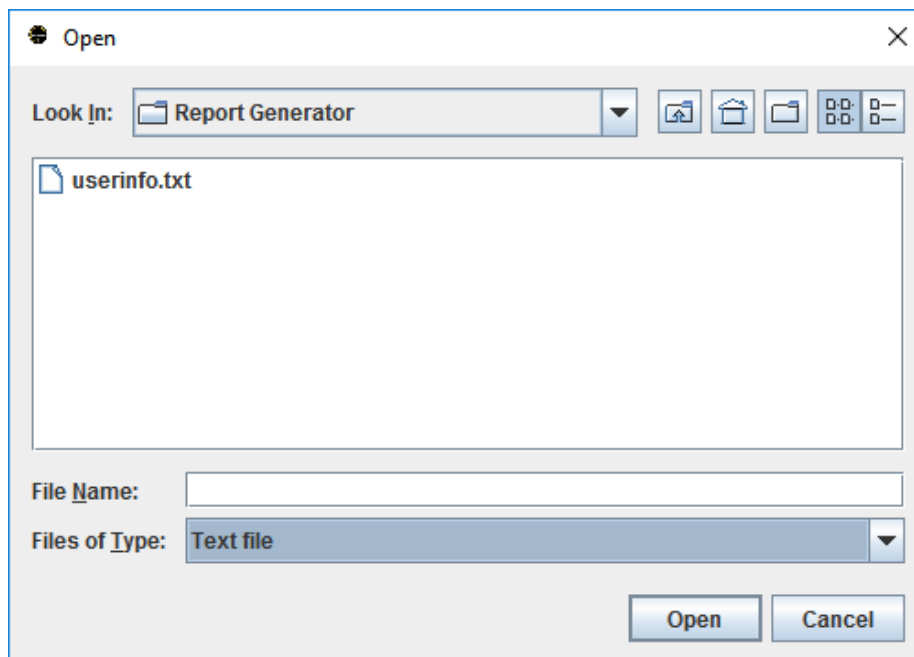 Open
Look In: Report Generator
userinfo.txt
File Name:
Files of Type: Text file
Open Cancel